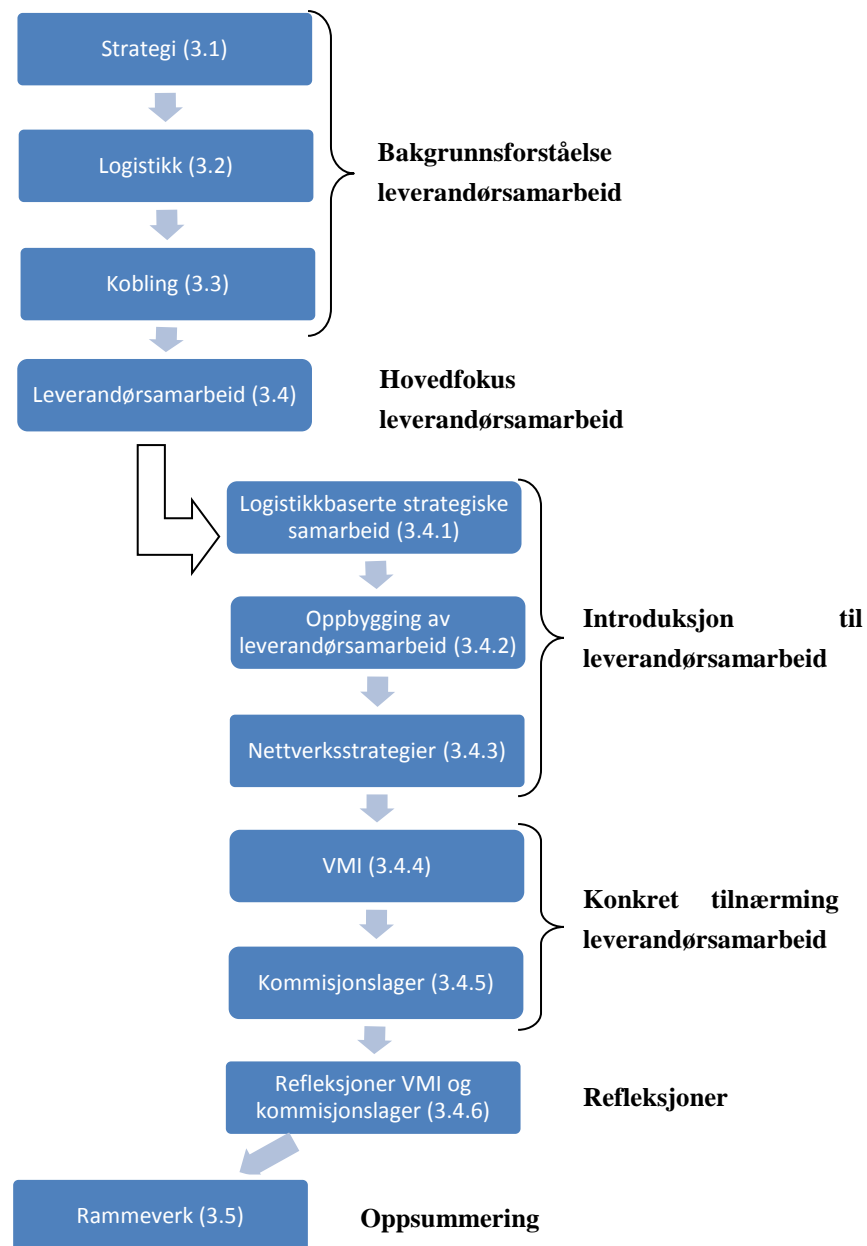 Strategi (3.1)
Logistikk (3.2)
Bakgrunnsforståelse
leverandørsamarbeid
Kobling (3.3)
Leverandørsamarbeid (3.4)
Hovedfokus
leverandørsamarbeid
Logistikkbaserte strategiske
samarbeid (3.4.1)
Oppbygging av
leverandørsamarbeid (3.4.2)
Introduksjon til
leverandørsamarbeid
Nettverksstrategier (3.4.3)
VMI (3.4.4)
Konkret tilnærming
leverandørsamarbeid
Kommisjonslager (3.4.5)
Refleksjoner VMI og
kommisjonslager (3.4.6)
Refleksjoner
Rammeverk (3.5)
Oppsummering